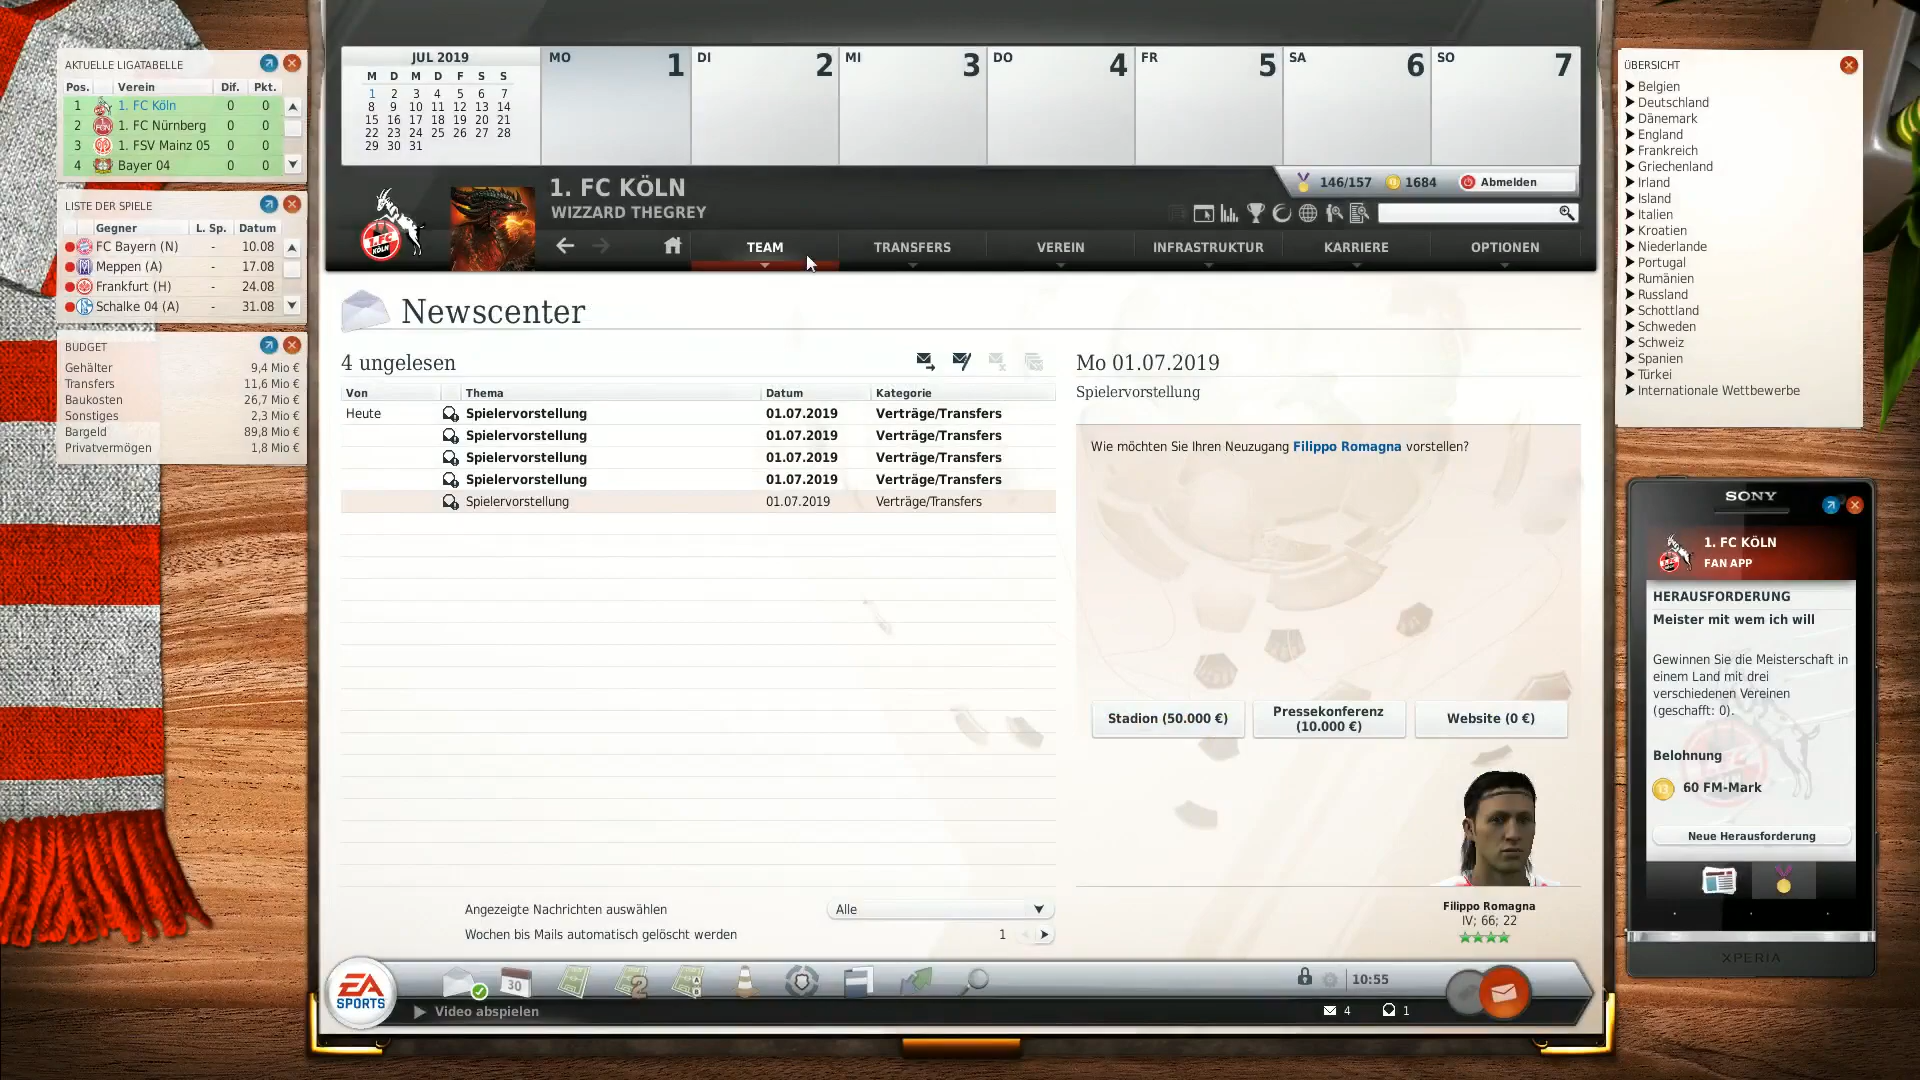 AKTUELLE LIGATABELLE
Pos. Verein Dif. Pkt.
1 1. FC Köln 0 0
2 1. FC Nürnberg 0 0
3 1. FSV Mainz 05 0 0
4 Bayer 04 0 0
LISTE DER SPIELE
Gegner L. Sp. Datum
FC Bayern (N) - 10.08
Meppen (A) - 17.08
Frankfurt (H) - 24.08
Schalke 04 (A) - 31.08
BUDGET
Gehälter 9,4 Mio €
Transfers 11,6 Mio €
Baukosten 26,7 Mio €
Sonstiges 2,3 Mio €
Bargeld 89,8 Mio €
Privatvermögen 1,8 Mio €
JUL 2019
M D M D F S S
1 2 3 4 5 6 7
8 9 10 11 12 13 14
15 16 17 18 19 20 21
22 23 24 25 26 27 28
29 30 31
MO 1 DI 2 MI 3 DO 4 FR 5 SA 6 SO 7
1. FC KÖLN
WIZZARD THEGREY
146/157 1684 Abmelden
TEAM TRANSFERS VEREIN INFRASTRUKTUR KARRIERE OPTIONEN
Newscenter
4 ungelesen
Von Thema Datum Kategorie
Heute Spielervorstellung 01.07.2019 Verträge/Transfers
Spielervorstellung 01.07.2019 Verträge/Transfers
Spielervorstellung 01.07.2019 Verträge/Transfers
Spielervorstellung 01.07.2019 Verträge/Transfers
Spielervorstellung 01.07.2019 Verträge/Transfers
Angezeigte Nachrichten auswählen Alle
Wochen bis Mails automatisch gelöscht werden 1
Mo 01.07.2019
Spielervorstellung
Wie möchten Sie Ihren Neuzugang Filippo Romagna vorstellen?
Stadion (50.000 €)
Pressekonferenz
(10.000 €)
Website (0 €)
Filippo Romagna
IV; 66; 22
EA
SPORTS
30
2
10:55
Video abspielen
4 1
ÜBERSICHT
Belgien
Deutschland
Dänemark
England
Frankreich
Griechenland
Irland
Island
Italien
Kroatien
Niederlande
Portugal
Rumänien
Russland
Schottland
Schweden
Schweiz
Spanien
Türkei
Internationale Wettbewerbe
SONY
1. FC KÖLN
FAN APP
HERAUSFORDERUNG
Meister mit wem ich will
Gewinnen Sie die Meisterschaft in
einem Land mit drei
verschiedenen Vereinen
(geschafft: 0).
Belohnung
60 FM-Mark
Neue Herausforderung
XPERIA